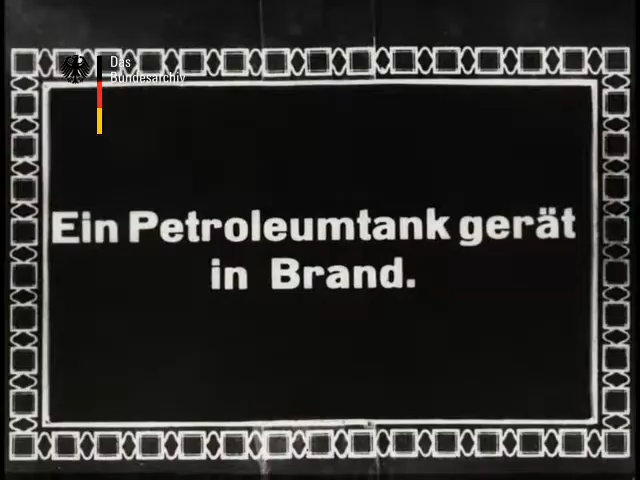 Das
Bundesarchiv
Ein Petroleumtank gerät
in Brand.